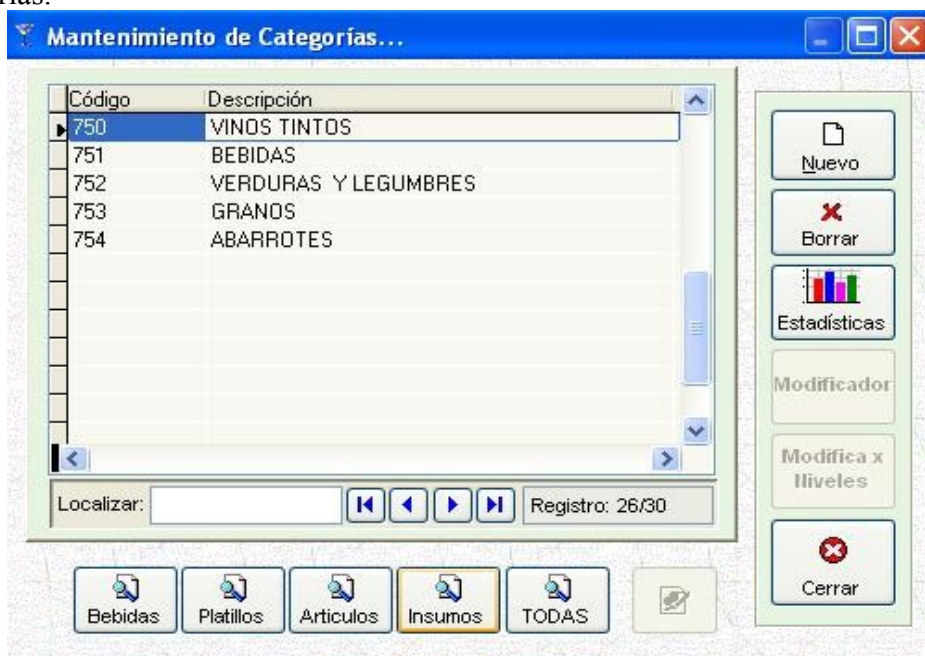 rías.
Mantenimiento de Categorías...
Código Descripción
750 VINOS TINTOS
751 BEBIDAS
752 VERDURAS Y LEGUMBRES
753 GRANOS
754 ABARROTES
Localizar: Registro: 26/30
Nuevo
Borrar
Estadísticas
Modificador
Modifica x
Niveles
Cerrar
Bebidas Platillos Articulos Insumos TODAS